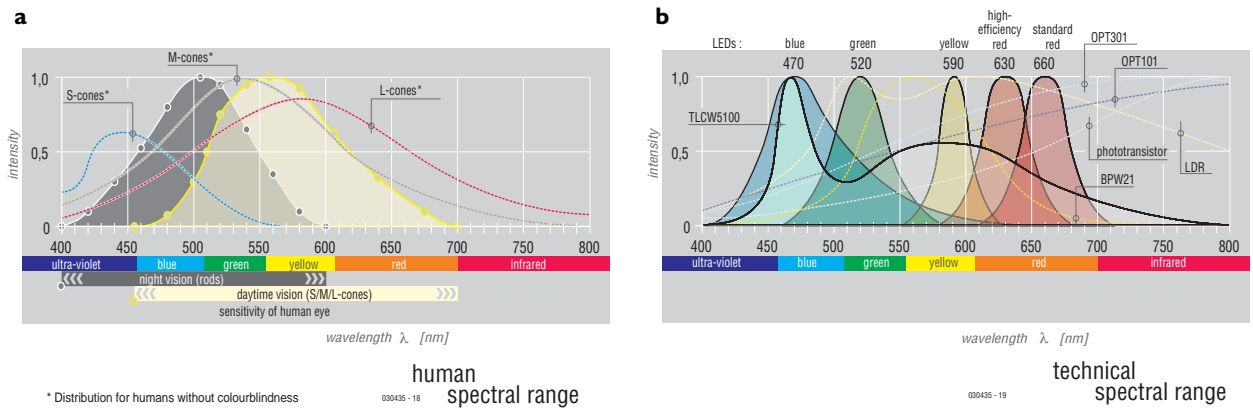 a
M-cones*
S-cones*
L-cones*
1,0
0,5
0
intensity
400 450 500 550 600 650 700 800
ultra-violet blue green yellow red infrared
night vision (rods)
daytime vision (S/M/L-cones)
sensitivity of human eye
wavelength λ [nm]
human
spectral range
* Distribution for humans without colourblindness
030435 - 18
b
LEDs : blue green yellow high-efficiency red standard red
470 520 590 630 660
OPT301
OPT101
TLCW5100
phototransistor
LDR
BPW21
1,0
0,5
0
intensity
400 450 500 550 600 650 700 800
ultra-violet blue green yellow red infrared
wavelength λ [nm]
technical
spectral range
030435 - 19